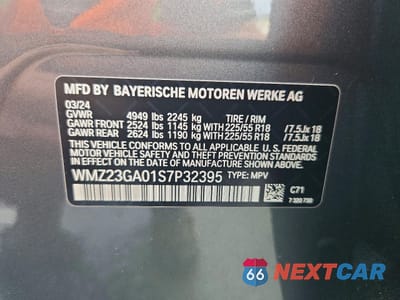 MFD BY BAYERISCHE MOTOREN WERKE AG
03/24
GVWR 4949 lbs 2245 kg TIRE / RIM
GAWR FRONT 2524 lbs 1145 kg WITH 225/55 R18 /7.5Jx18
GAWR REAR 2624 lbs 1190 kg WITH 225/55 R18 /7.5Jx18
THIS VEHICLE CONFORMS TO ALL APPLICABLE
U.S. FEDERAL MOTOR VEHICLE SAFETY STANDARDS
IN EFFECT ON THE DATE OF MANUFACTURE SHOWN
ABOVE.
WMZ23GA01S7P32395 TYPE: MPV
C71
7 320 730
66 NEXTCAR